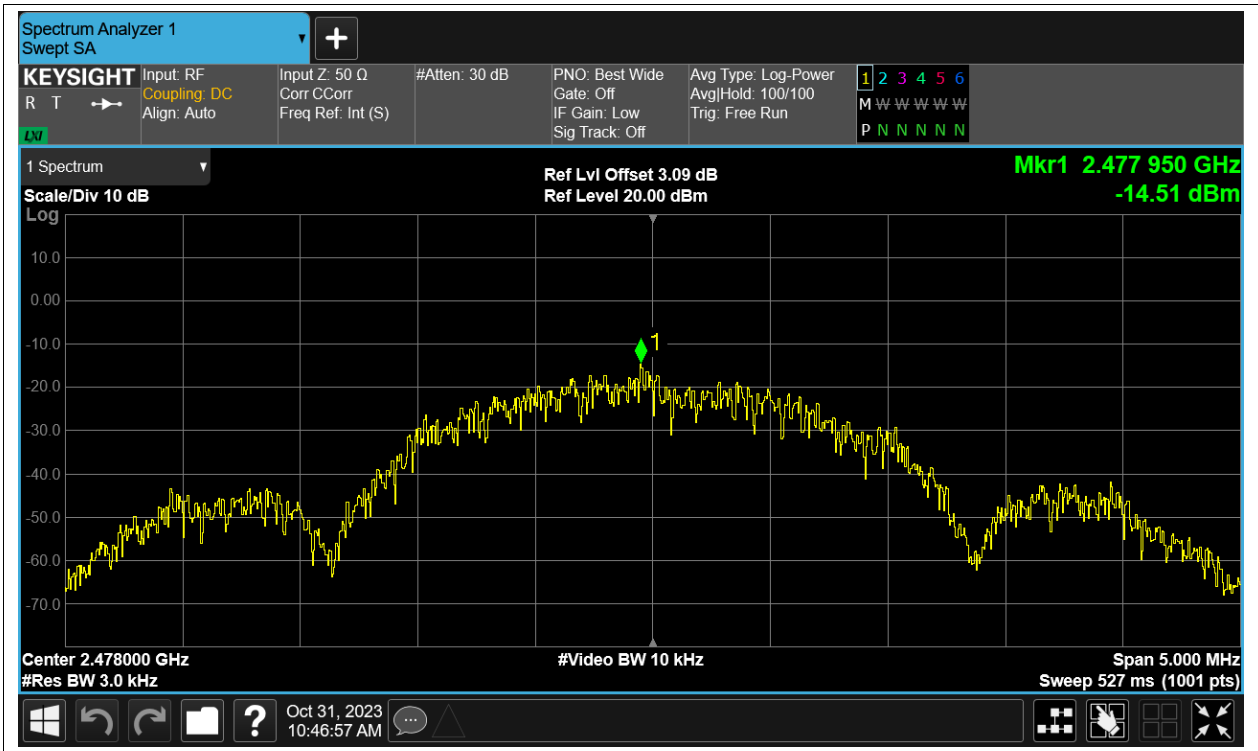 Spectrum Analyzer 1
Swept SA
KEYSIGHT
R T
LXI
Input: RF
Coupling: DC
Align: Auto
Input Z: 50 Ω
Corr CCorr
Freq Ref: Int (S)
#Atten: 30 dB
PNO: Best Wide
Gate: Off
IF Gain: Low
Sig Track: Off
Avg Type: Log-Power
Avg|Hold: 100/100
Trig: Free Run
1 2 3 4 5 6
M W W W W W
P N N N N N
1 Spectrum
Scale/Div 10 dB
Log
Ref Lvl Offset 3.09 dB
Ref Level 20.00 dBm
Mkr1 2.477 950 GHz
-14.51 dBm
10.0
0.00
-10.0
1
-20.0
-30.0
-40.0
-50.0
-60.0
-70.0
Center 2.478000 GHz
#Res BW 3.0 kHz
#Video BW 10 kHz
Span 5.000 MHz
Sweep 527 ms (1001 pts)
?
Oct 31, 2023
10:46:57 AM